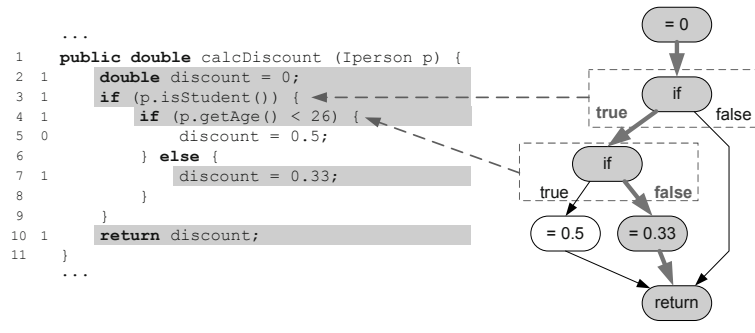 ...
1 public double calcDiscount (Iperson p) {
2 1 double discount = 0;
3 1 if (p.isStudent()) {
4 1 if (p.getAge() < 26) {
5 0 discount = 0.5;
6 } else {
7 1 discount = 0.33;
8 }
9 }
10 1 return discount;
11 }
...
= 0
if
true
false
if
true
false
= 0.5
= 0.33
return